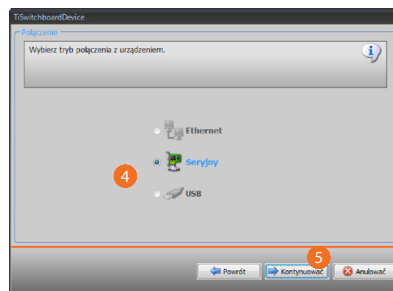 TiSwitchboardDevice
Połączenie
Wybierz tryb połączenia z urządzeniem.
Ethernet
4
Seryjny
USB
5
Powrót
Kontynuować
Anulować